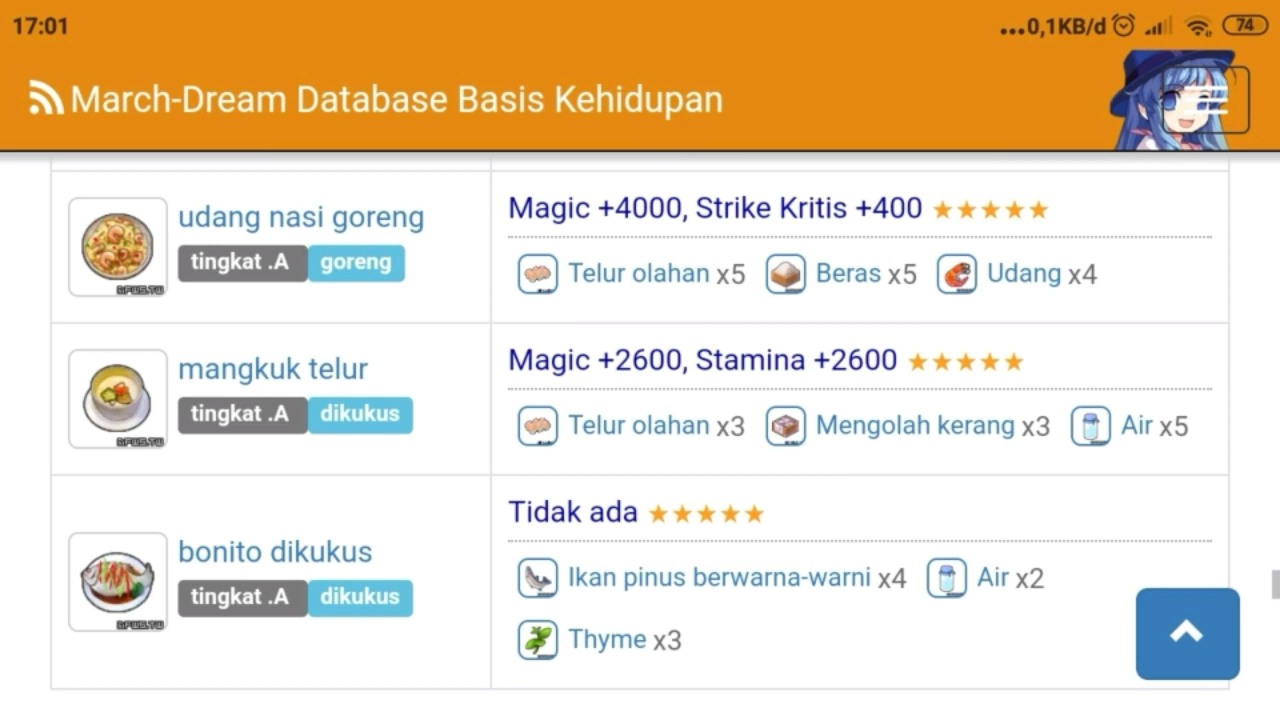 17:01
...0,1KB/d 74
March-Dream Database Basis Kehidupan
udang nasi goreng
tingkat .A goreng
Magic +4000, Strike Kritis +400
Telur olahan x5 Beras x5 Udang x4
mangkuk telur
tingkat .A dikukus
Magic +2600, Stamina +2600
Telur olahan x3 Mengolah kerang x3 Air x5
bonito dikukus
tingkat .A dikukus
Tidak ada
Ikan pinus berwarna-warni x4 Air x2
Thyme x3